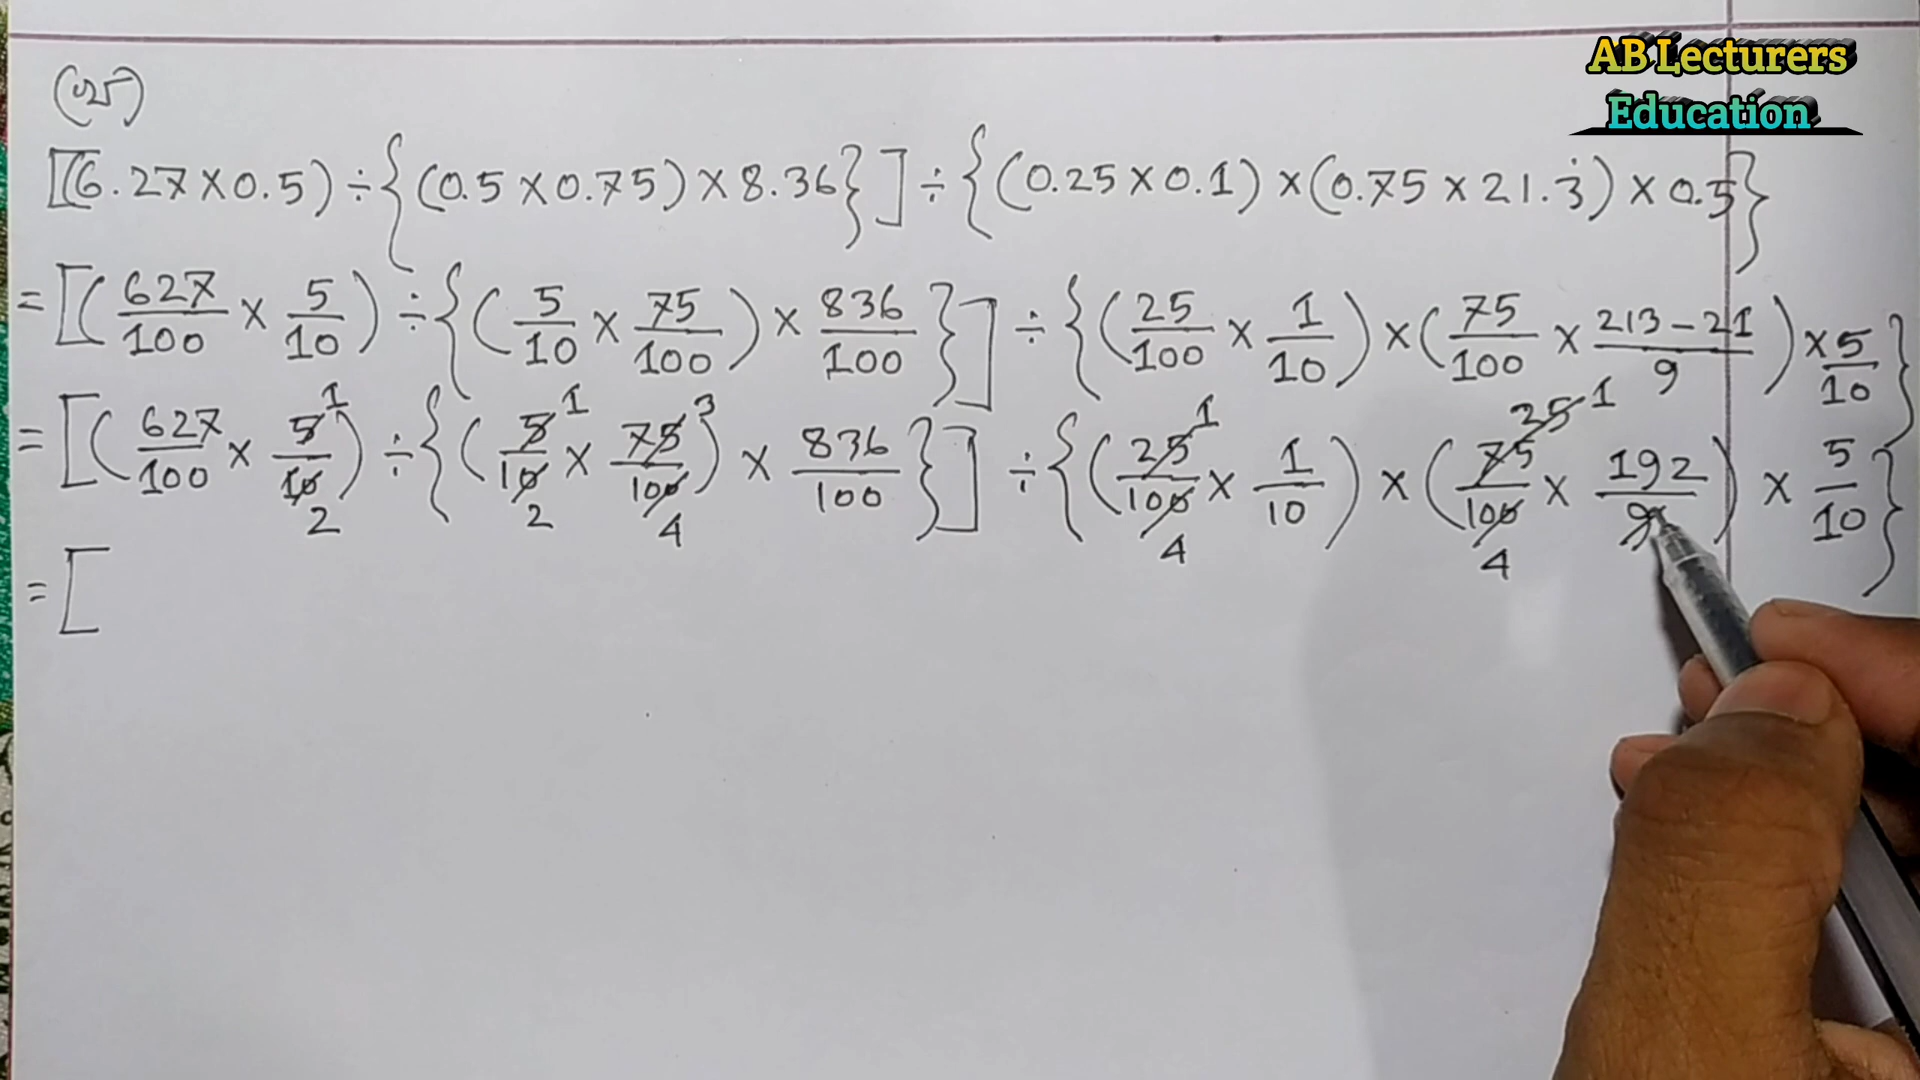 AB Lecturers
Education
[(6.27×0.5)÷{(0.5×0.75)×8.36}]÷{(0.25×0.1)×(0.75×21.3̇)×0.5}
=[(627/100 × 5/10)÷{(5/10 × 75/100)×836/100}]÷{(25/100 × 1/10)×(75/100 × 213-21/9)×5/10}
=[(627/100 × 5/10)÷{(5/10 × 75/100)×836/100}]÷{(25/100 × 1/10)×(75/100 × 192/9)×5/10}
=[